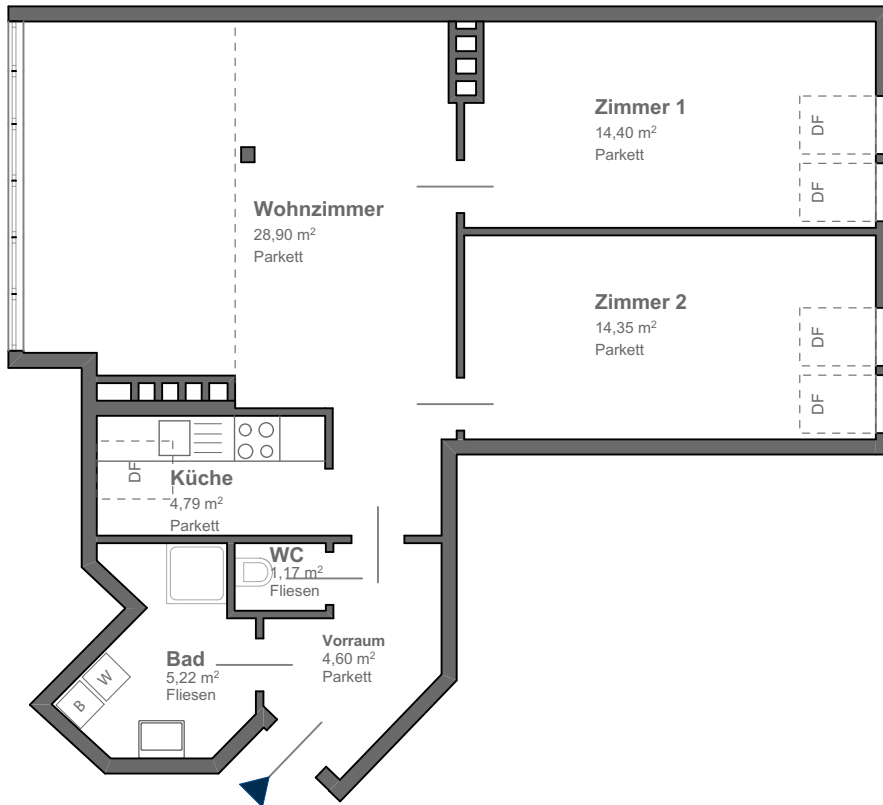 Zimmer 1
14,40 m²
Parkett
DF
DF
Wohnzimmer
28,90 m²
Parkett
Zimmer 2
14,35 m²
Parkett
DF
DF
DF
Küche
4,79 m²
Parkett
WC
1,17 m²
Fliesen
Vorraum
4,60 m²
Parkett
Bad
5,22 m²
Fliesen
W
B